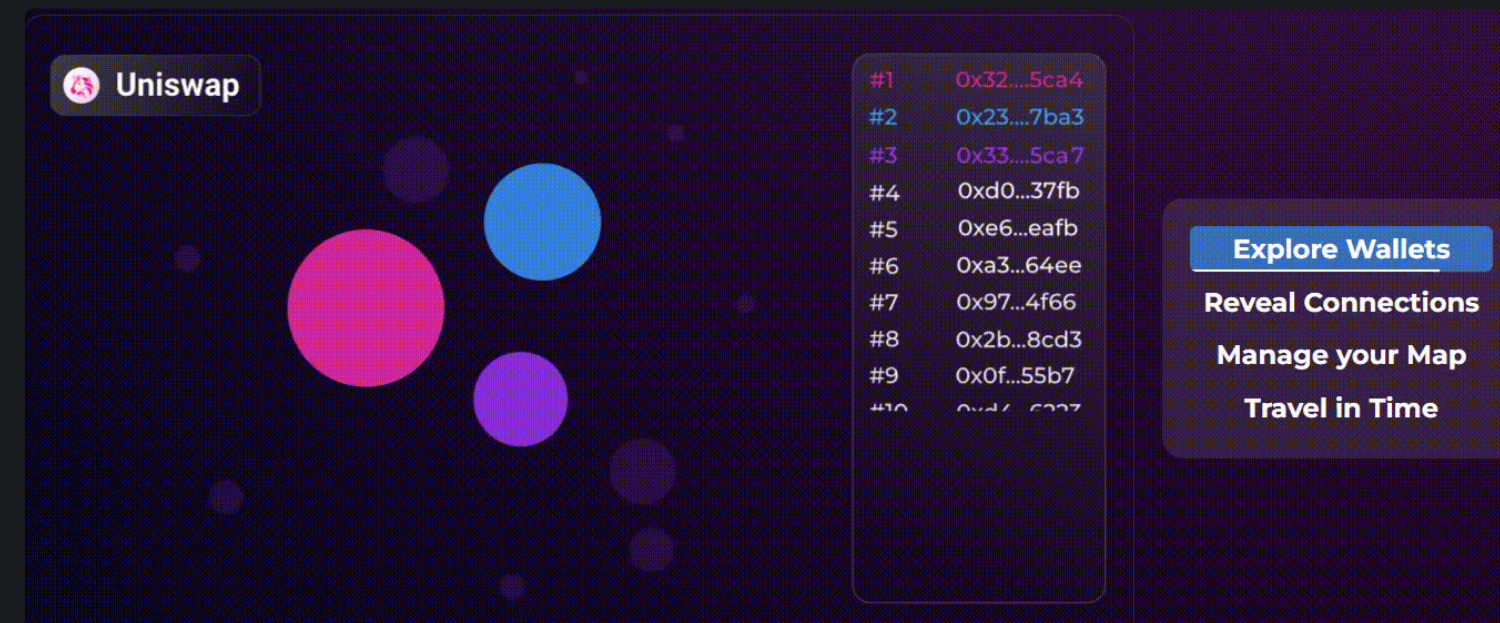 Uniswap
#1 0x32....5ca4
#2 0x23....7ba3
#3 0x33....5ca7
#4 0xd0...37fb
#5 0xe6...eafb
#6 0xa3...64ee
#7 0x97...4f66
#8 0x2b...8cd3
#9 0x0f...55b7
#10
Explore Wallets
Reveal Connections
Manage your Map
Travel in Time